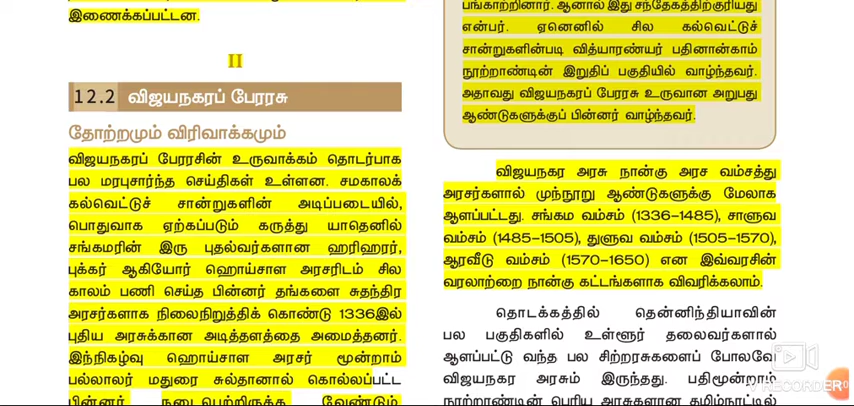 இணைக்கப்பட்டன.
II
12.2 விஜயநகரப் பேரரசு
தோற்றமும் விரிவாக்கமும்
விஜயநகரப் பேரரசின் உருவாக்கம் தொடர்பாக
பல மரபுசார்ந்த செய்திகள் உள்ளன. சமகாலக்
கல்வெட்டுச் சான்றுகளின் அடிப்படையில்,
பொதுவாக ஏற்கப்படும் கருத்து யாதெனில்
சங்கமரின் இரு புதல்வர்களான ஹரிஹரர்,
புக்கர் ஆகியோர் ஹொய்சாள அரசரிடம் சில
காலம் பணி செய்த பின்னர் தங்களை சுதந்திர
அரசர்களாக நிலைநிறுத்திக் கொண்டு 1336இல்
புதிய அரசுக்கான அடித்தளத்தை அமைத்தனர்.
இந்நிகழ்வு ஹொய்சாள அரசர் மூன்றாம்
பல்லாலர் மதுரை சுல்தானால் கொல்லப்பட்ட
பின்னர் நடைபெற்றிருக்க வேண்டும்.
பங்காற்றினார். ஆனால் இது சந்தேகத்திற்குரியது
என்பர். ஏனெனில் சில கல்வெட்டுச்
சான்றுகளின்படி வித்யாரண்யர் பதினான்காம்
நூற்றாண்டின் இறுதிப் பகுதியில் வாழ்ந்தவர்.
அதாவது விஜயநகரப் பேரரசு உருவான அறுபது
ஆண்டுகளுக்குப் பின்னர் வாழ்ந்தவர்.
விஜயநகர அரசு நான்கு அரச வம்சத்து
அரசர்களால் முந்நூறு ஆண்டுகளுக்கு மேலாக
ஆளப்பட்டது. சங்கம வம்சம் (1336-1485), சாளுவ
வம்சம் (1485-1505), துளுவ வம்சம் (1505-1570),
ஆரவீடு வம்சம் (1570-1650) என இவ்வரசின்
வரலாற்றை நான்கு கட்டங்களாக விவரிக்கலாம்.
தொடக்கத்தில் தென்னிந்தியாவின்
பல பகுதிகளில் உள்ளூர் தலைவர்களால்
ஆளப்பட்டு வந்த பல சிற்றரசுகளைப் போலவே
விஜயநகர அரசும் இருந்தது. பதிமூன்றாம்
நூற்றாண்டின் பெரிய அரசுகளான தமிழ்நாட்டில்
RECORDER